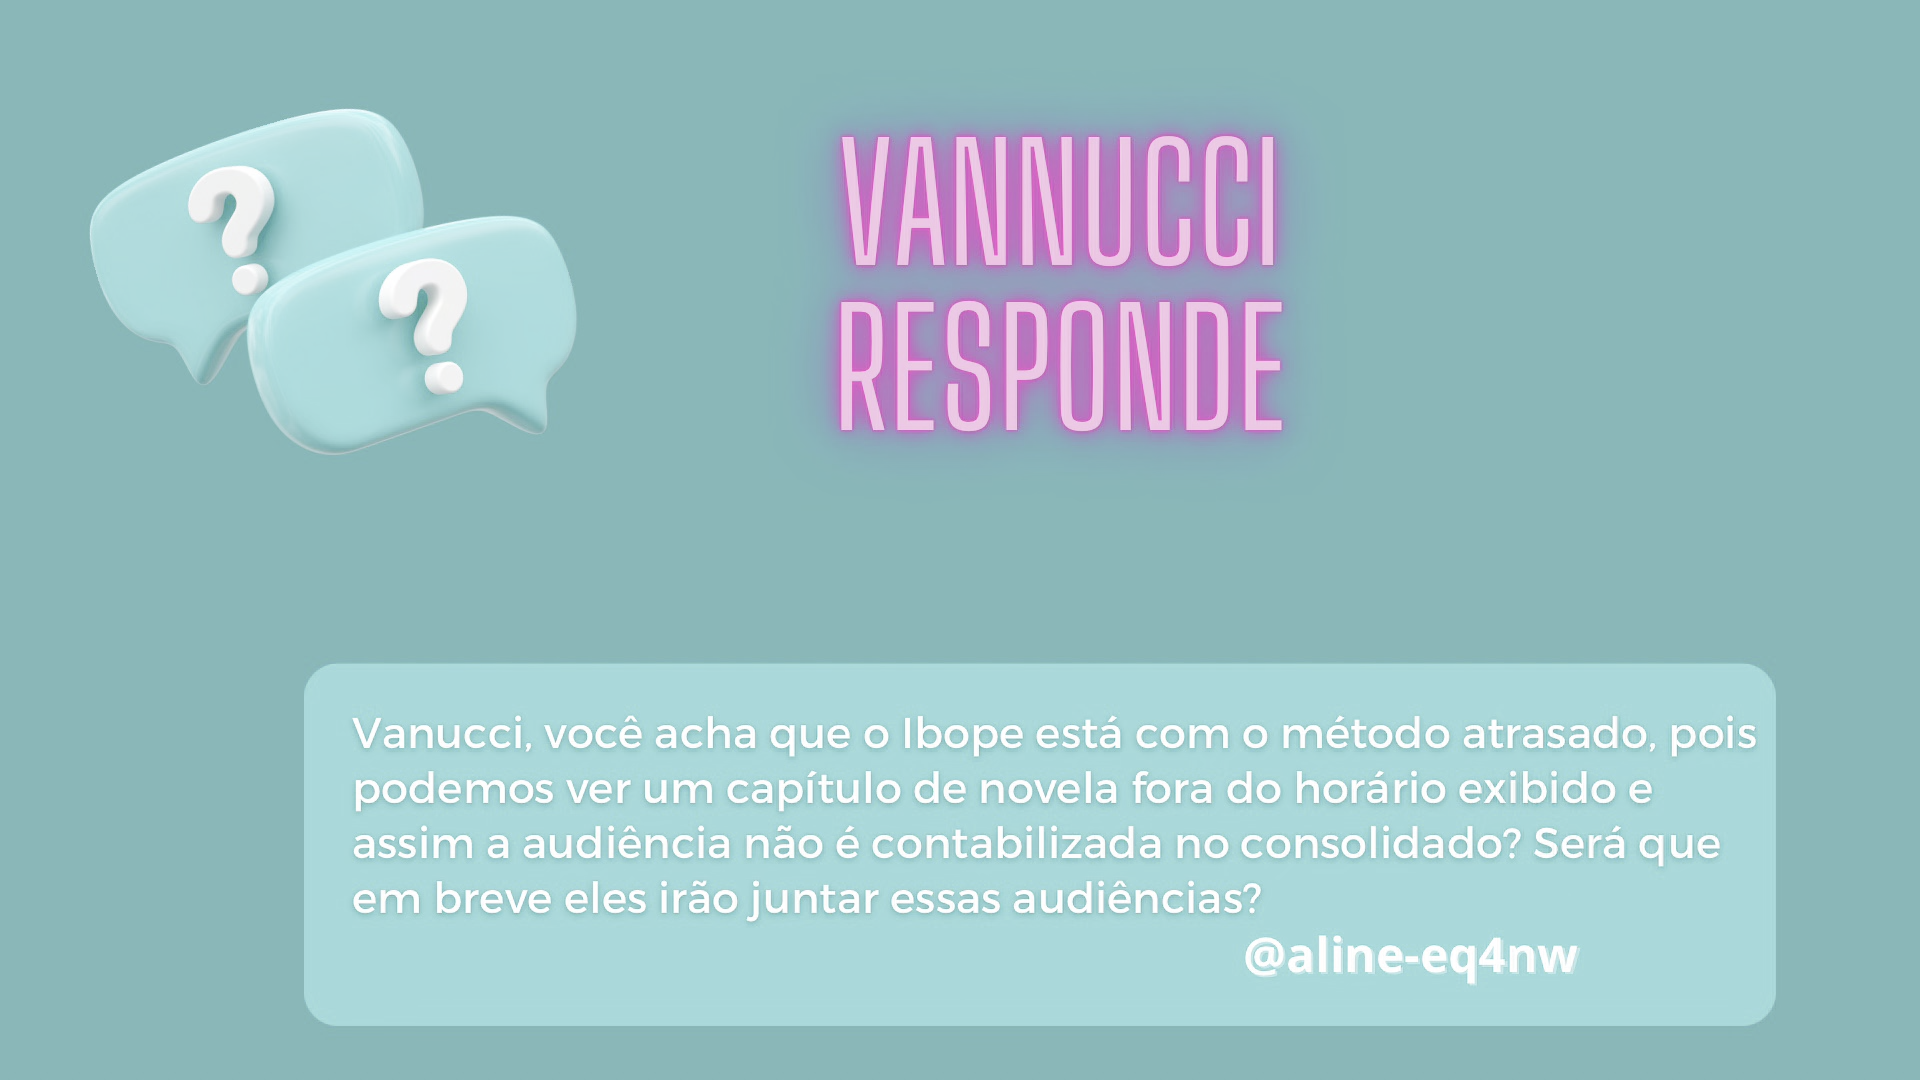 ?
?
VANNUCCI
RESPONDE
Vanucci, você acha que o Ibope está com o método atrasado, pois
podemos ver um capítulo de novela fora do horário exibido e
assim a audiência não é contabilizada no consolidado? Será que
em breve eles irão juntar essas audiências?
@aline-eq4nw